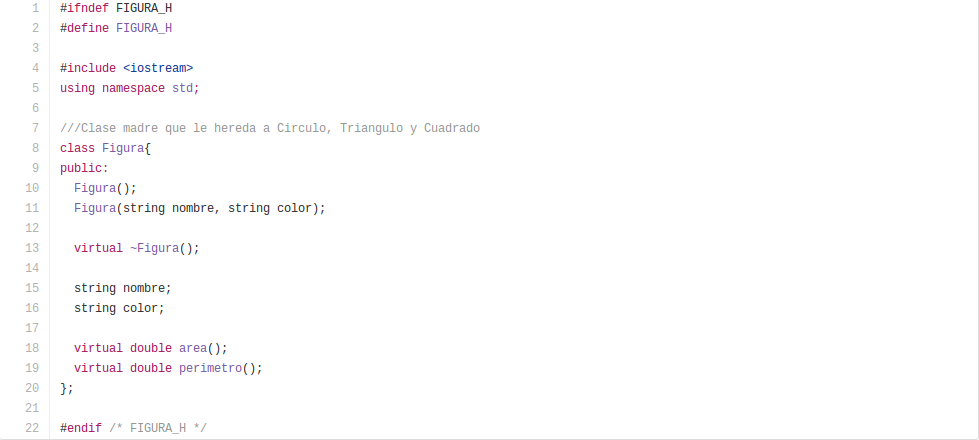 1 #ifndef FIGURA_H
2 #define FIGURA_H
3
4 #include <iostream>
5 using namespace std;
6
7 ///Clase madre que le hereda a Circulo, Triangulo y Cuadrado
8 class Figura{
9 public:
10   Figura();
11   Figura(string nombre, string color);
12
13   virtual ~Figura();
14
15   string nombre;
16   string color;
17
18   virtual double area();
19   virtual double perimetro();
20 };
21
22 #endif /* FIGURA_H */